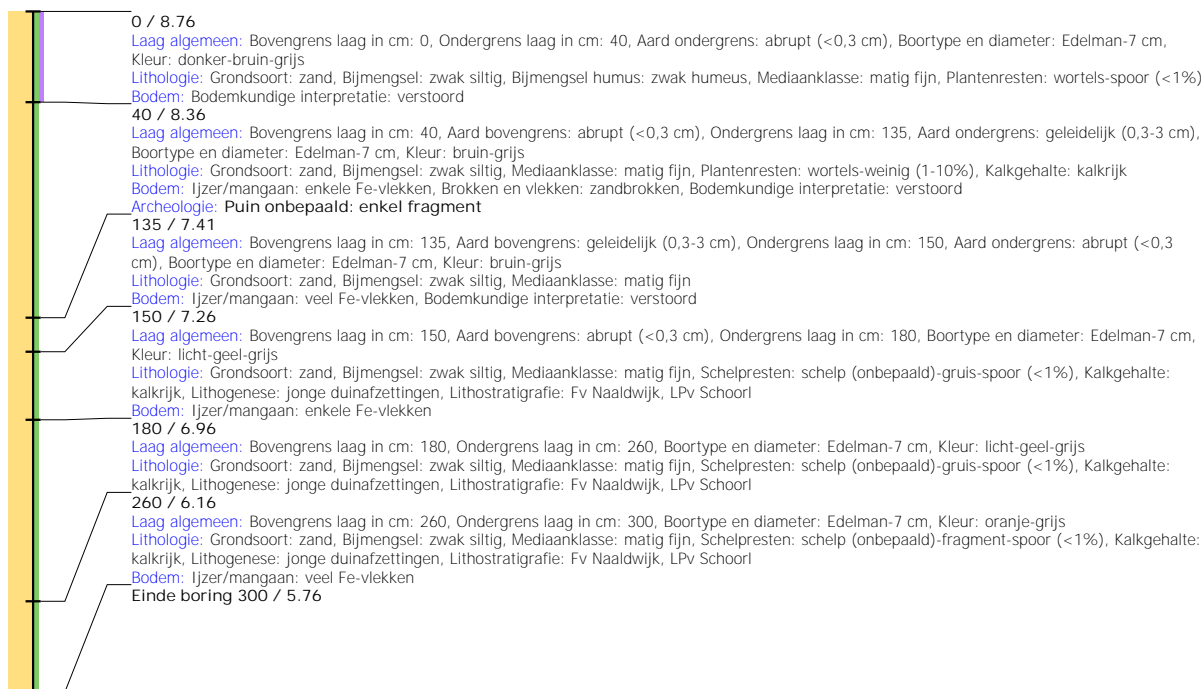 0 / 8.76
Laag algemeen: Bovengrens laag in cm: 0, Ondergrens laag in cm: 40, Aard ondergrens: abrupt (<0,3 cm), Boortype en diameter: Edelman-7 cm,
Kleur: donker-bruin-grijs
Lithologie: Grondsoort: zand, Bijmengsel: zwak siltig, Bijmengsel humus: zwak humeus, Mediaanklasse: matig fijn, Plantenresten: wortels-spoor (<1%)
Bodem: Bodemkundige interpretatie: verstoord
40 / 8.36
Laag algemeen: Bovengrens laag in cm: 40, Aard bovengrens: abrupt (<0,3 cm), Ondergrens laag in cm: 135, Aard ondergrens: geleidelijk (0,3-3 cm),
Boortype en diameter: Edelman-7 cm, Kleur: bruin-grijs
Lithologie: Grondsoort: zand, Bijmengsel: zwak siltig, Mediaanklasse: matig fijn, Plantenresten: wortels-weinig (1-10%), Kalkgehalte: kalkrijk
Bodem: Ijzer/mangaan: enkele Fe-vlekken, Brokken en vlekken: zandbrokken, Bodemkundige interpretatie: verstoord
Archeologie: Puin onbepaald: enkel fragment
135 / 7.41
Laag algemeen: Bovengrens laag in cm: 135, Aard bovengrens: geleidelijk (0,3-3 cm), Ondergrens laag in cm: 150, Aard ondergrens: abrupt (<0,3
cm), Boortype en diameter: Edelman-7 cm, Kleur: bruin-grijs
Lithologie: Grondsoort: zand, Bijmengsel: zwak siltig, Mediaanklasse: matig fijn
Bodem: Ijzer/mangaan: veel Fe-vlekken, Bodemkundige interpretatie: verstoord
150 / 7.26
Laag algemeen: Bovengrens laag in cm: 150, Aard bovengrens: abrupt (<0,3 cm), Ondergrens laag in cm: 180, Boortype en diameter: Edelman-7 cm,
Kleur: licht-geel-grijs
Lithologie: Grondsoort: zand, Bijmengsel: zwak siltig, Mediaanklasse: matig fijn, Schelpresten: schelp (onbepaald)-gruis-spoor (<1%), Kalkgehalte:
kalkrijk, Lithogenese: jonge duinafzettingen, Lithostratigrafie: Fv Naaldwijk, LPv Schoorl
Bodem: Ijzer/mangaan: enkele Fe-vlekken
180 / 6.96
Laag algemeen: Bovengrens laag in cm: 180, Ondergrens laag in cm: 260, Boortype en diameter: Edelman-7 cm, Kleur: licht-geel-grijs
Lithologie: Grondsoort: zand, Bijmengsel: zwak siltig, Mediaanklasse: matig fijn, Schelpresten: schelp (onbepaald)-gruis-spoor (<1%), Kalkgehalte:
kalkrijk, Lithogenese: jonge duinafzettingen, Lithostratigrafie: Fv Naaldwijk, LPv Schoorl
260 / 6.16
Laag algemeen: Bovengrens laag in cm: 260, Ondergrens laag in cm: 300, Boortype en diameter: Edelman-7 cm, Kleur: oranje-grijs
Lithologie: Grondsoort: zand, Bijmengsel: zwak siltig, Mediaanklasse: matig fijn, Schelpresten: schelp (onbepaald)-fragment-spoor (<1%), Kalkgehalte:
kalkrijk, Lithogenese: jonge duinafzettingen, Lithostratigrafie: Fv Naaldwijk, LPv Schoorl
Bodem: Ijzer/mangaan: veel Fe-vlekken
Einde boring 300 / 5.76